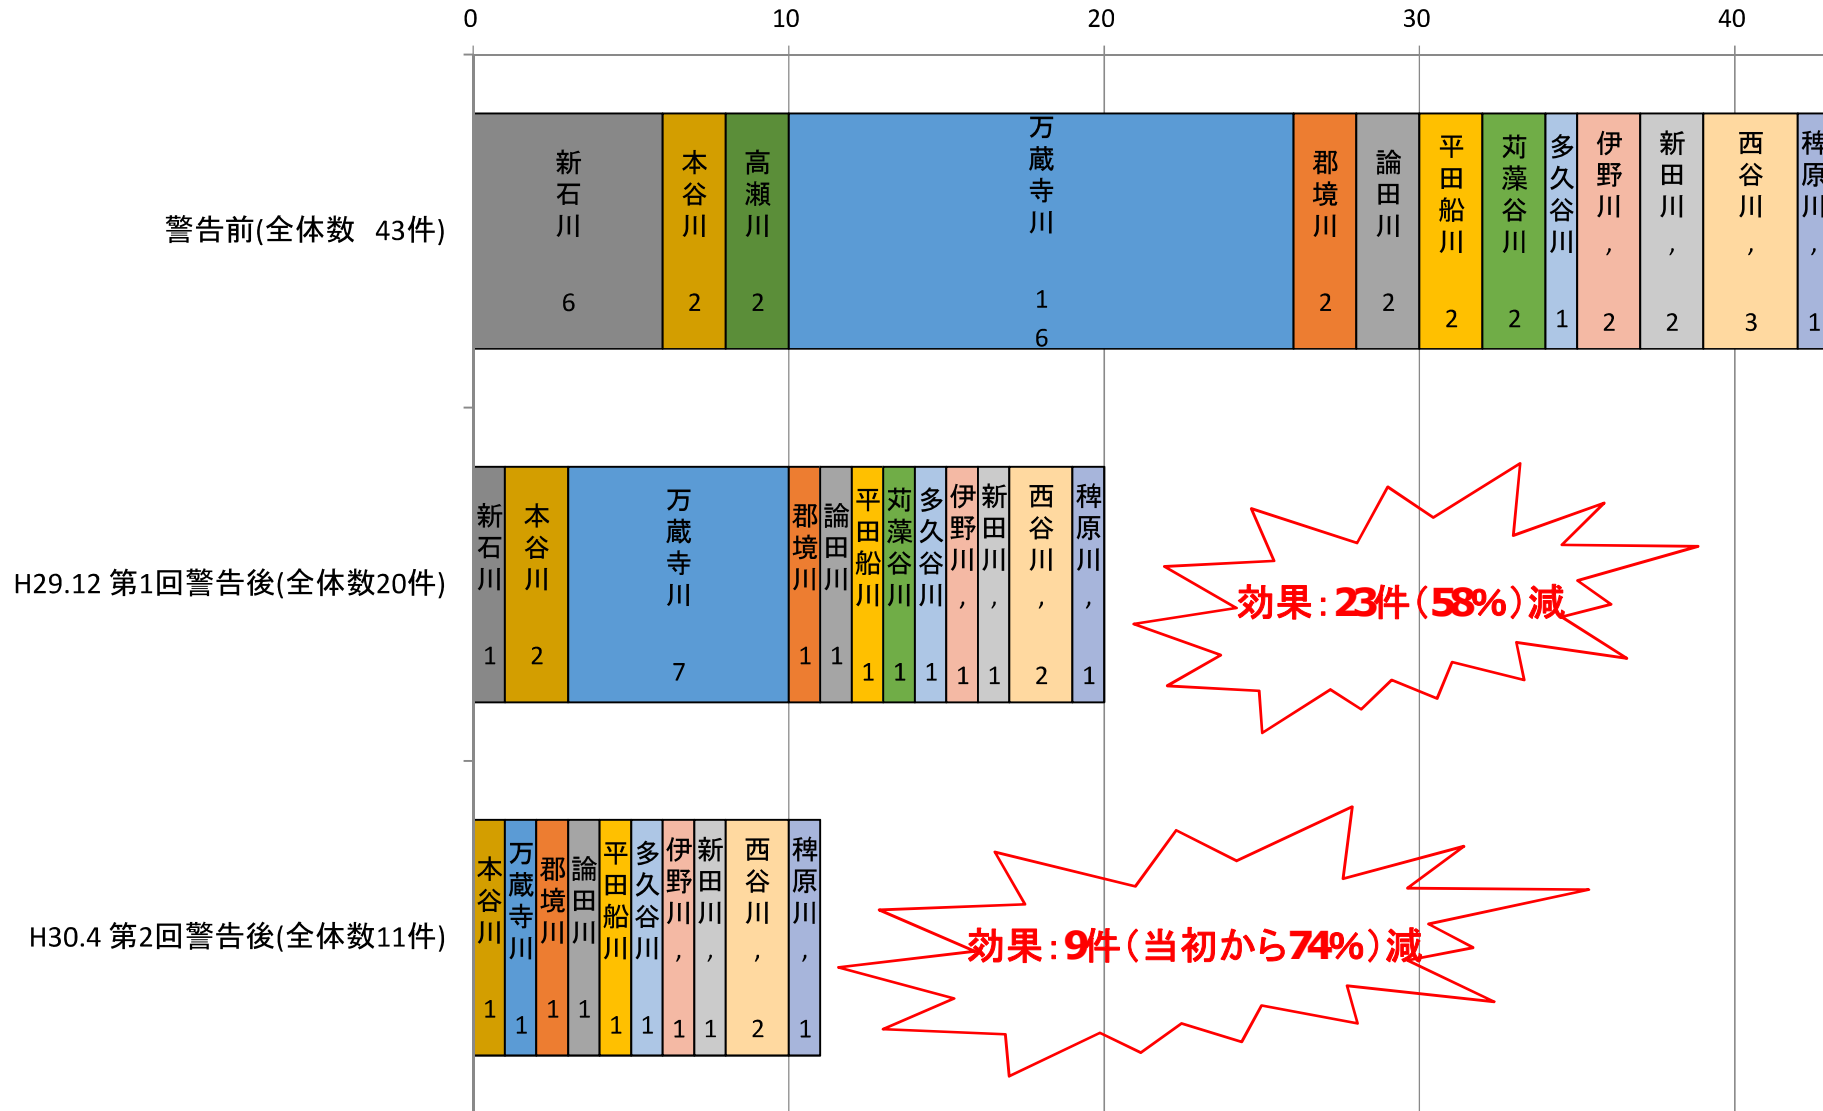 0 10 20 30 40
警告前(全体数 43件)
新石川 6
本谷川 2
高瀬川 2
万蔵寺川 16
郡境川 2
論田川 2
平田船川 2
苅藻谷川 2
多久谷川 1
伊野川, 2
新田川, 2
西谷川, 3
稗原川, 1
H29.12 第1回警告後(全体数20件)
新石川 1
本谷川 2
万蔵寺川 7
郡境川 1
論田川 1
平田船川 1
苅藻谷川 1
多久谷川 1
伊野川, 1
新田川, 1
西谷川, 2
稗原川, 1
効果：23件（58%）減
H30.4 第2回警告後(全体数11件)
本谷川 1
万蔵寺川 1
郡境川 1
論田川 1
平田船川 1
多久谷川 1
伊野川, 1
新田川, 1
西谷川, 2
稗原川, 1
効果：9件（当初から74%）減